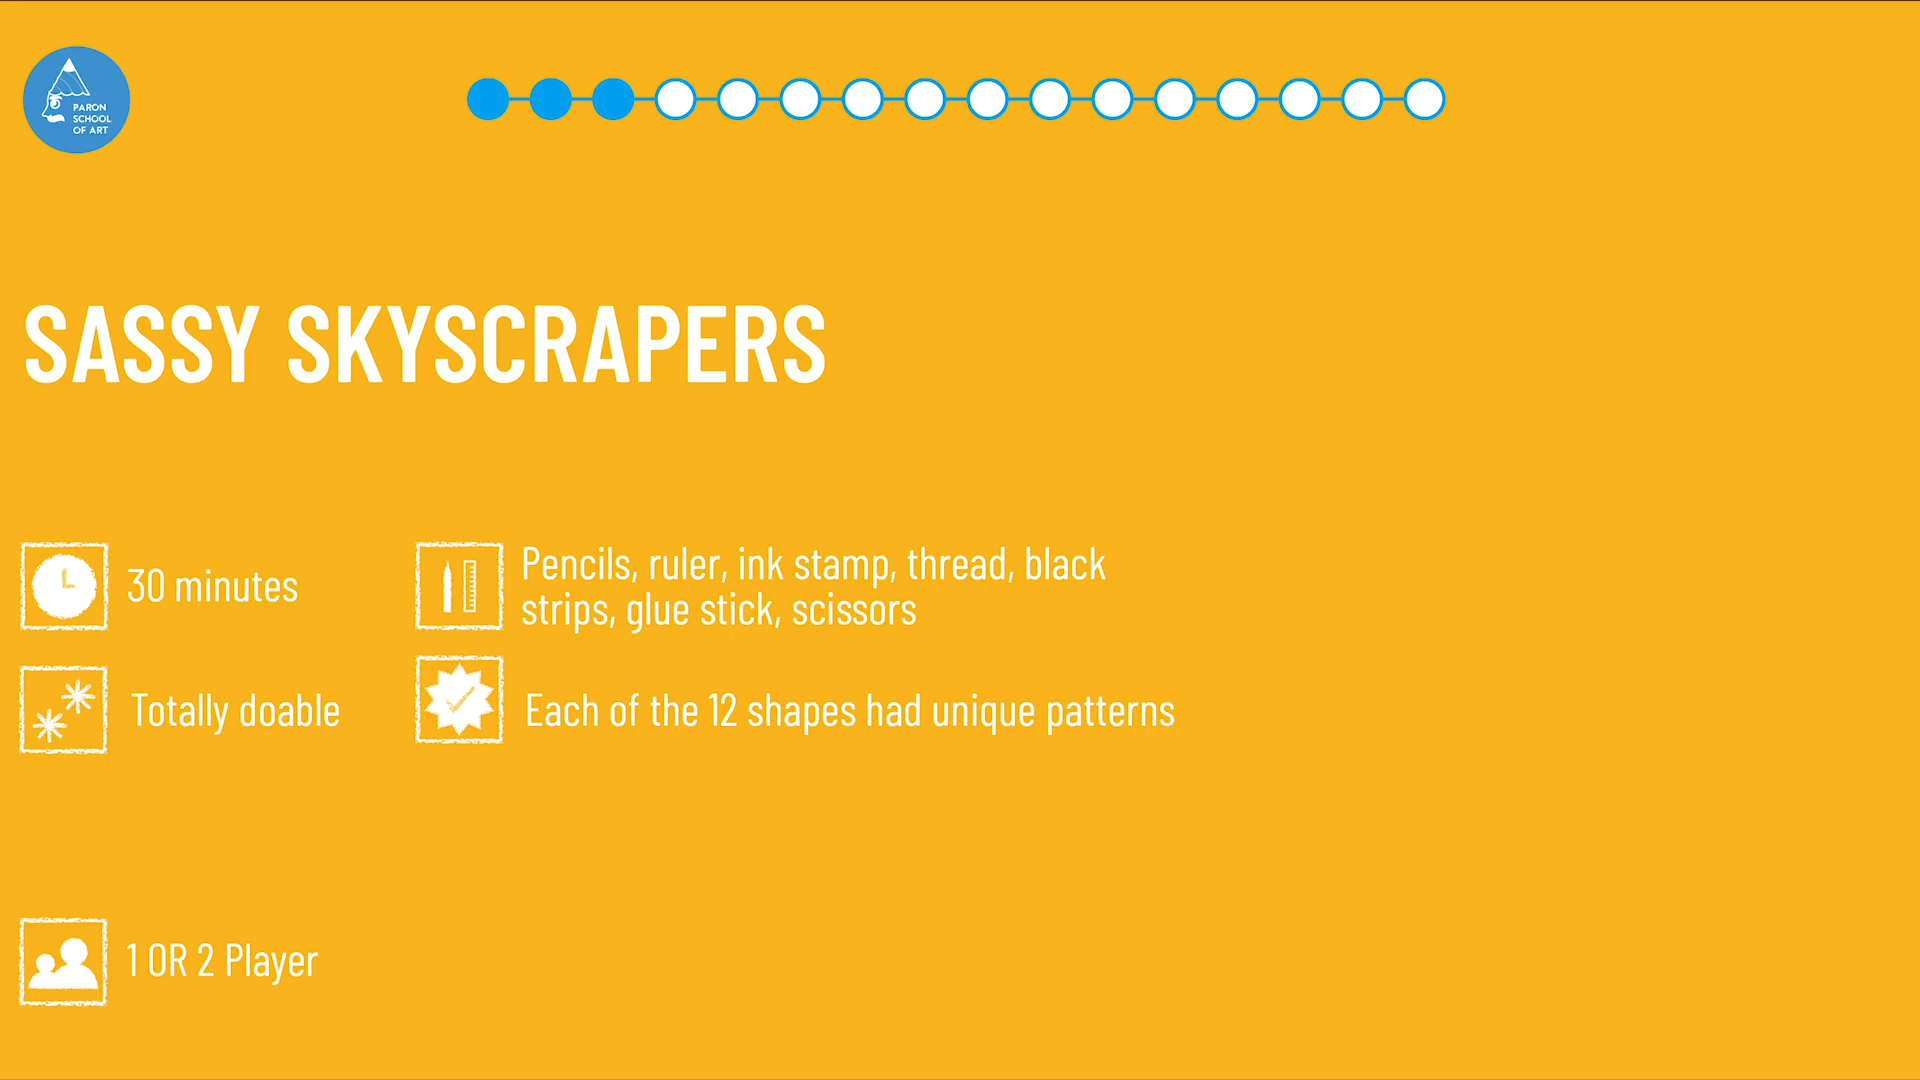 PARON
SCHOOL
OF ART
SASSY SKYSCRAPERS
30 minutes
Pencils, ruler, ink stamp, thread, black
strips, glue stick, scissors
Totally doable
Each of the 12 shapes had unique patterns
1 OR 2 Player